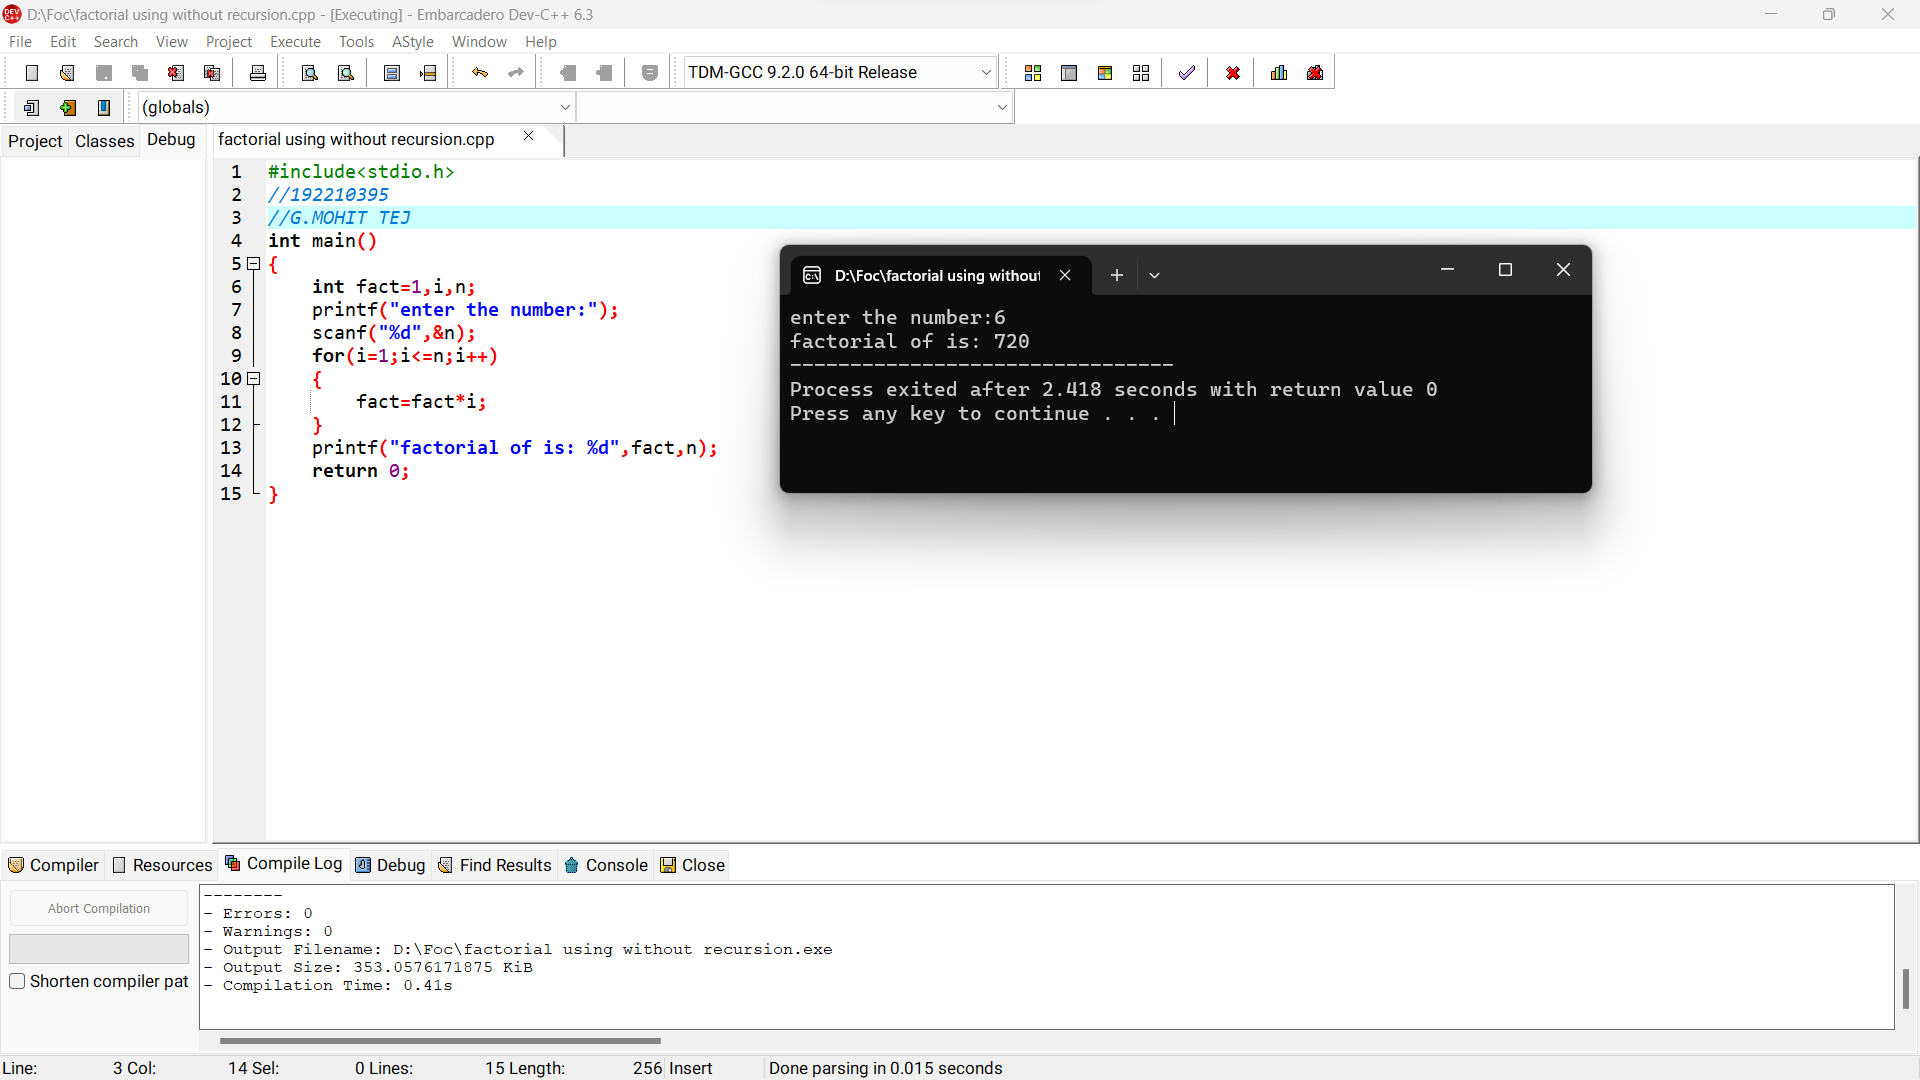 D:\Foc\factorial using without recursion.cpp - [Executing] - Embarcadero Dev-C++ 6.3
File Edit Search View Project Execute Tools AStyle Window Help
TDM-GCC 9.2.0 64-bit Release
(globals)
Project Classes Debug
factorial using without recursion.cpp
1 #include<stdio.h>
2 //192210395
3 //G.MOHIT TEJ
4 int main()
5 {
6 int fact=1,i,n;
7 printf("enter the number:");
8 scanf("%d",&n);
9 for(i=1;i<=n;i++)
10 {
11 fact=fact*i;
12 }
13 printf("factorial of is: %d",fact,n);
14 return 0;
15 }
D:\Foc\factorial using withou
enter the number:6
factorial of is: 720
--------------------------------
Process exited after 2.418 seconds with return value 0
Press any key to continue . . .
Compiler Resources Compile Log Debug Find Results Console Close
Abort Compilation
Shorten compiler pat
--------
- Errors: 0
- Warnings: 0
- Output Filename: D:\Foc\factorial using without recursion.exe
- Output Size: 353.0576171875 KiB
- Compilation Time: 0.41s
Line: 3 Col: 14 Sel: 0 Lines: 15 Length: 256 Insert Done parsing in 0.015 seconds